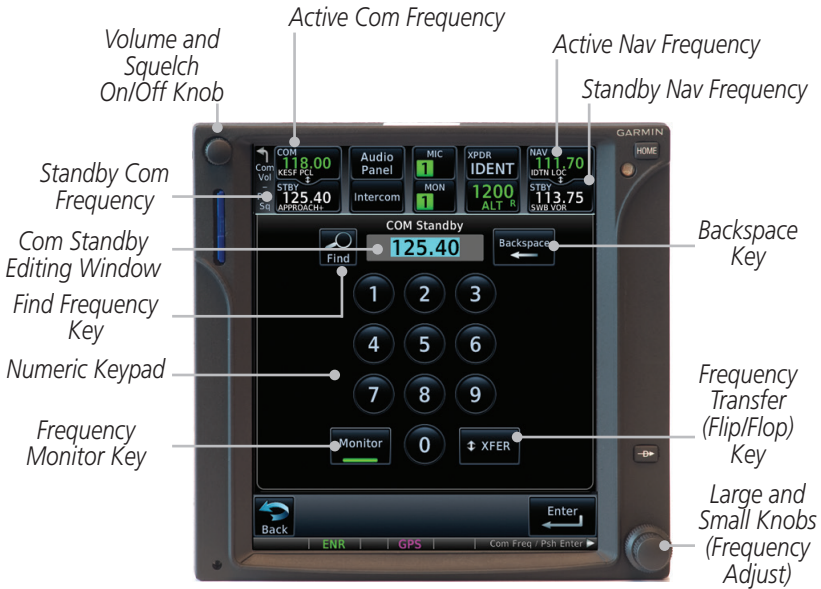 Active Com Frequency
Volume and
Squelch
On/Off Knob
Active Nav Frequency
Standby Nav Frequency
Standby Com
Frequency
Com Standby
Editing Window
Find Frequency
Key
Numeric Keypad
Frequency
Monitor Key
Backspace
Key
Frequency
Transfer
(Flip/Flop)
Key
Large and
Small Knobs
(Frequency
Adjust)
GARMIN
HOME
Com
Vol
Sq
COM
118.00
KESF PCL
STBY
125.40
APPROACH+
Audio
Panel
Intercom
MIC
1
MON
1
XPDR
IDENT
1200
ALT R
NAV
111.70
IDTN LOC
STBY
113.75
SWB VOR
COM Standby
Find
125.40
Backspace
1 2 3
4 5 6
7 8 9
Monitor 0 XFER
D
Back
Enter
ENR GPS Com Freq / Psh Enter